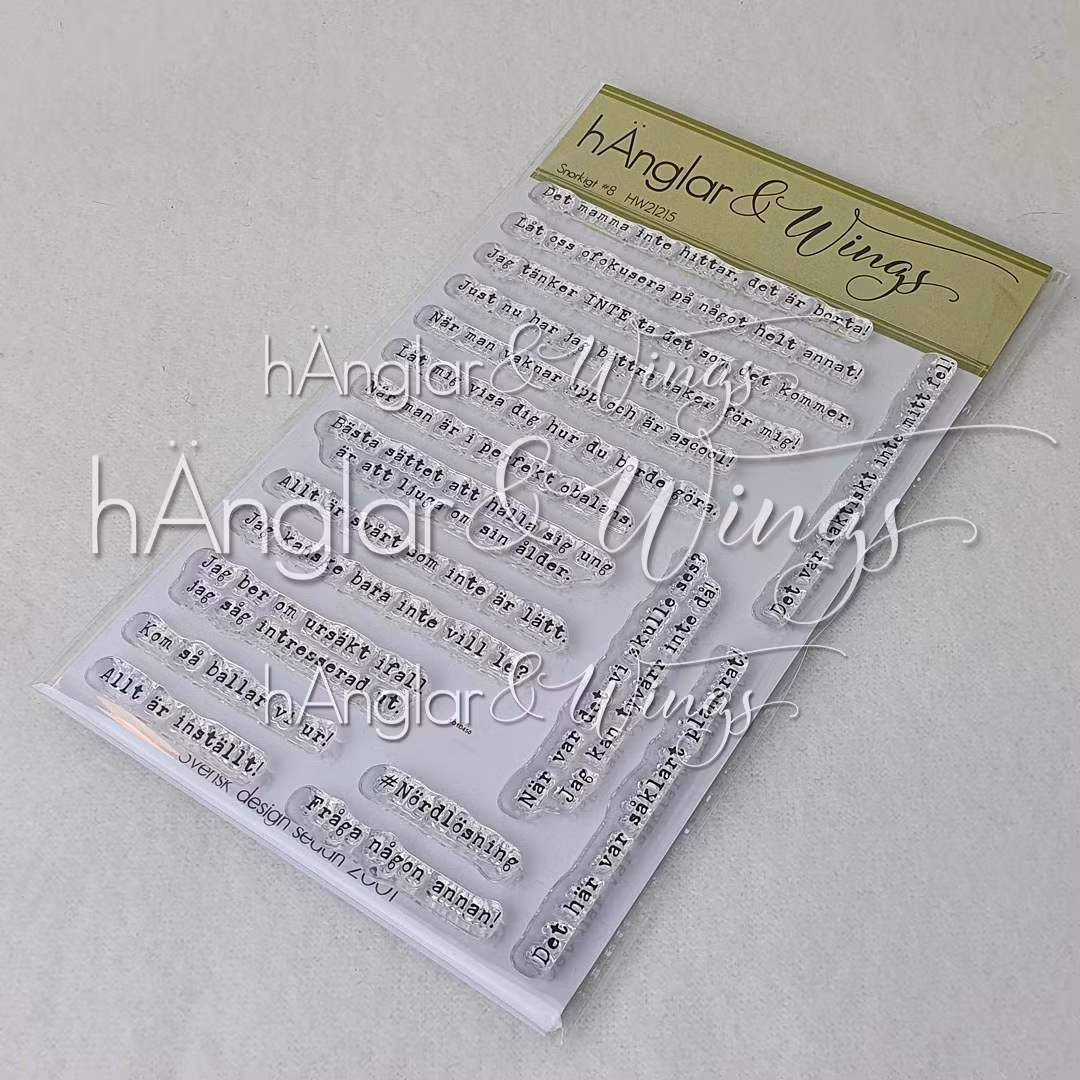 hÄnglar & Wings
Snorkigt #8 HW21215
Det mamma inte hittar, det är borta!
Låt oss ofokusera på något helt annat!
Jag tänker INTE ta det som det kommer.
Just nu har jag bättre saker för mig!
När man vaknar upp och är ascool!
Låt mig visa dig hur du borde göra.
När man är i perfekt obalans.
Bästa sättet att hålla sig ung
är att ljuga om sin ålder.
Allt är svårt som inte är lätt.
Jag kanske bara inte vill le?
Jag ber om ursäkt ifall
jag såg intresserad ut.
Kom så ballar vi ur!
Allt är inställt!
#Nördlösning
Fråga någon annan!
När var det vi skulle ses?
Jag kan tyvärr inte då!
Det här var såklart planerat!
Det var faktiskt inte mitt fel
Svensk design sedan 2001
hÄnglar & Wings
hÄnglar & Wings
hÄnglar & Wings